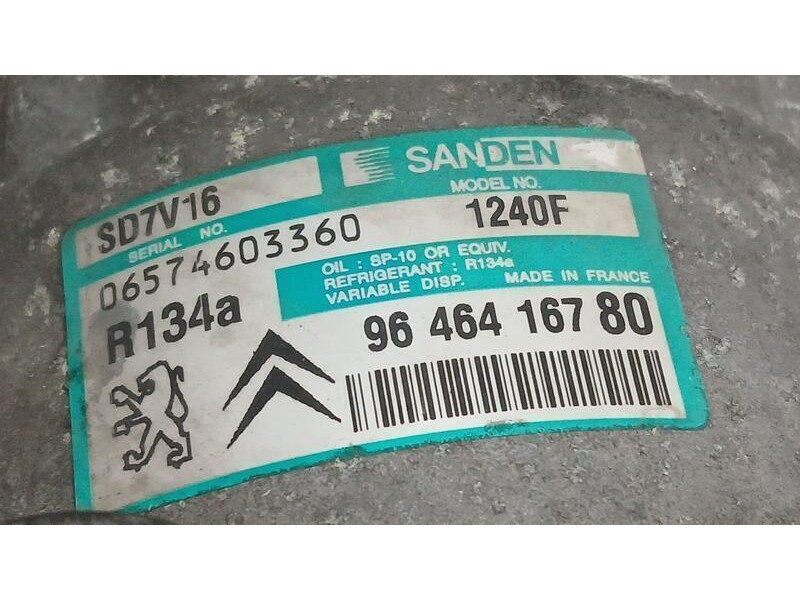 SANDEN
SD7V16
MODEL NO.
1240F
SERIAL NO.
06574603360
OIL : SP-10 OR EQUIV.
REFRIGERANT : R134a
VARIABLE DISP. MADE IN FRANCE
R134a
96 464 167 80